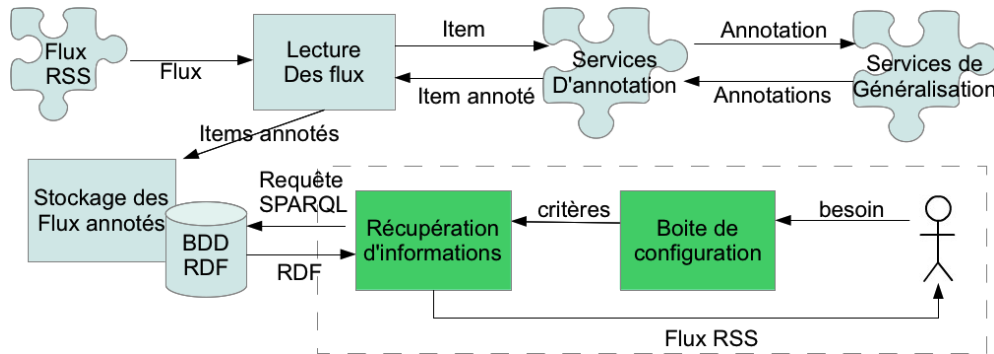 Flux
RSS
Flux
Lecture
Des flux
Item
Item annoté
Services
D'annotation
Annotation
Annotations
Services de
Généralisation
Items annotés
Stockage des
Flux annotés
BDD
RDF
Requête
SPARQL
RDF
Récupération
d'informations
critères
Boite de
configuration
besoin
Flux RSS